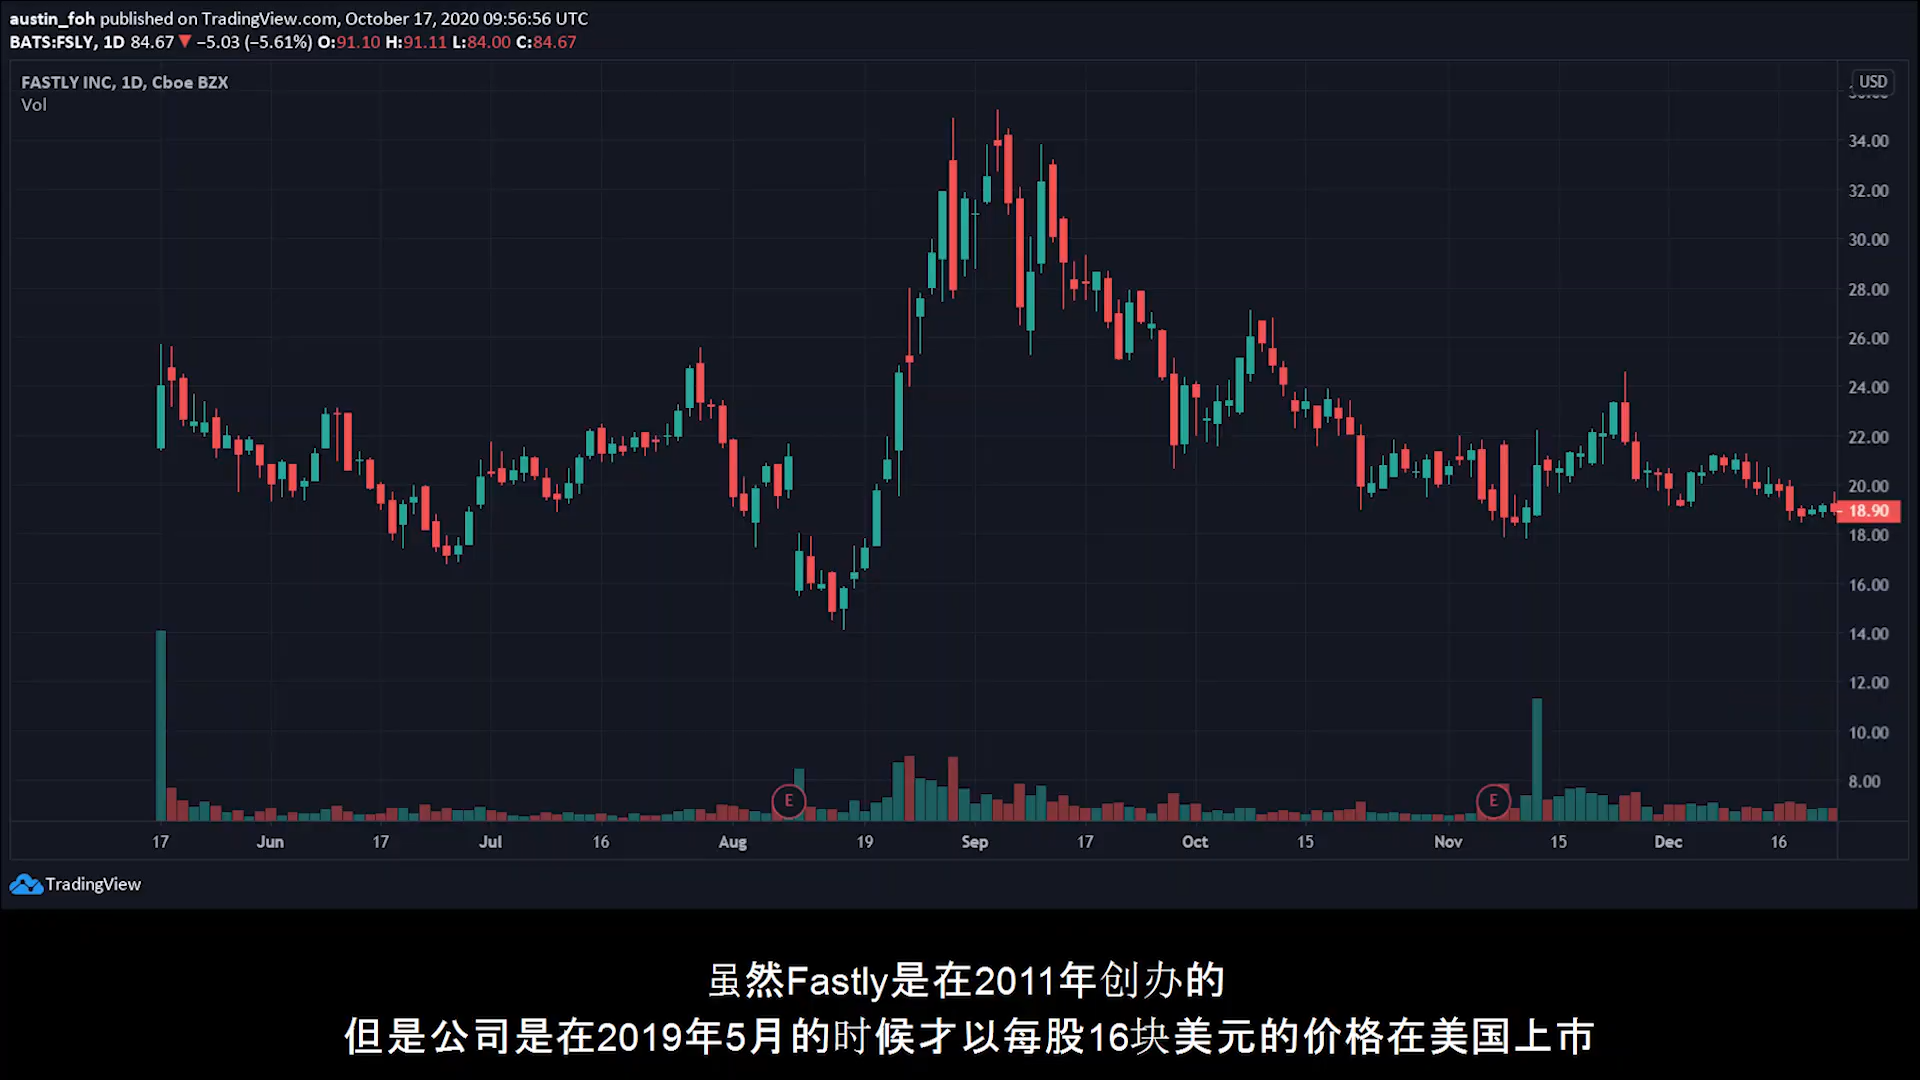 austin_foh published on TradingView.com, October 17, 2020 09:56:56 UTC
BATS:FSLY, 1D 84.67 ▼ −5.03 (−5.61%) O:91.10 H:91.11 L:84.00 C:84.67
FASTLY INC, 1D, Cboe BZX
Vol
USD
34.00
32.00
30.00
28.00
26.00
24.00
22.00
20.00
18.90
18.00
16.00
14.00
12.00
10.00
8.00
E
E
17 Jun 17 Jul 16 Aug 19 Sep 17 Oct 15 Nov 15 Dec 16
TradingView
虽然Fastly是在2011年创办的
但是公司是在2019年5月的时候才以每股16块美元的价格在美国上市